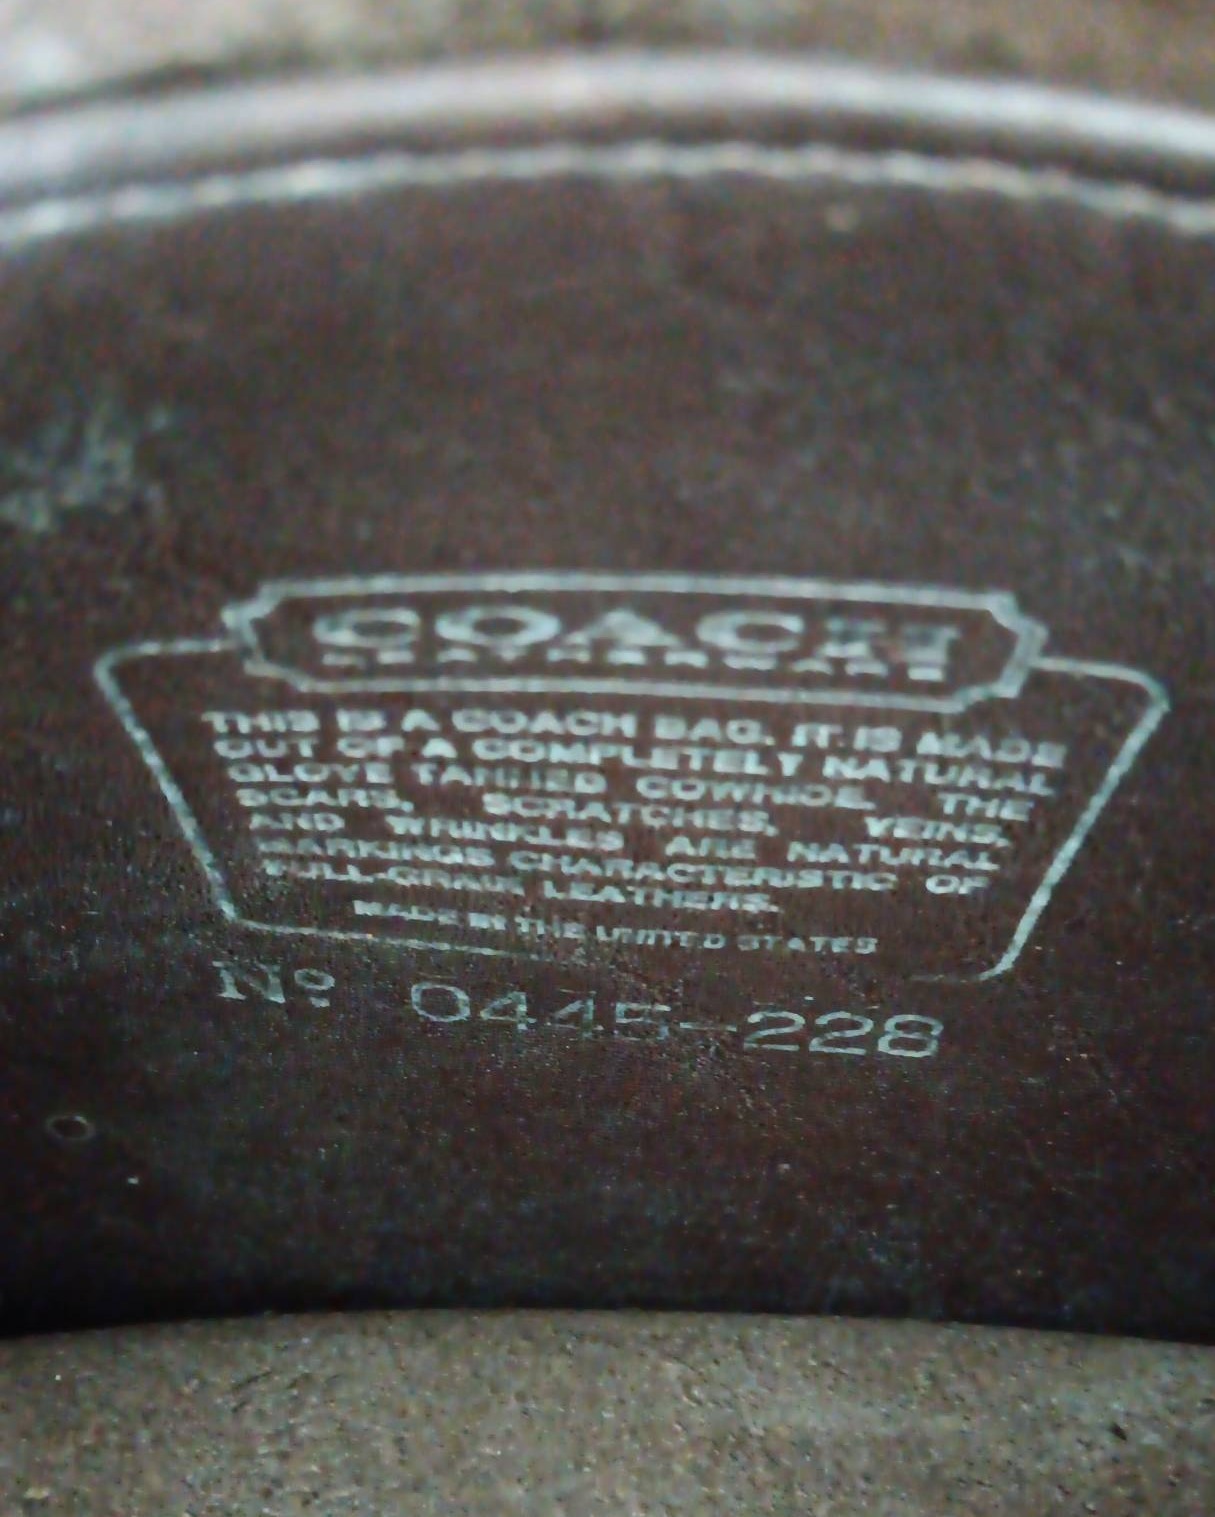 COACH
LEATHERWARE
THIS IS A COACH BAG. IT IS MADE
OUT OF A COMPLETELY NATURAL
GLOVE TANNED COWHIDE. THE
SCARS, SCRATCHES, VEINS,
AND WRINKLES ARE NATURAL
MARKINGS CHARACTERISTIC OF
FULL-GRAIN LEATHERS.
MADE IN THE UNITED STATES
Nº 0445-228